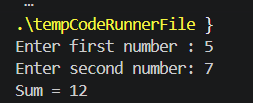 …
.\tempCodeRunnerFile }
Enter first number : 5
Enter second number: 7
Sum = 12